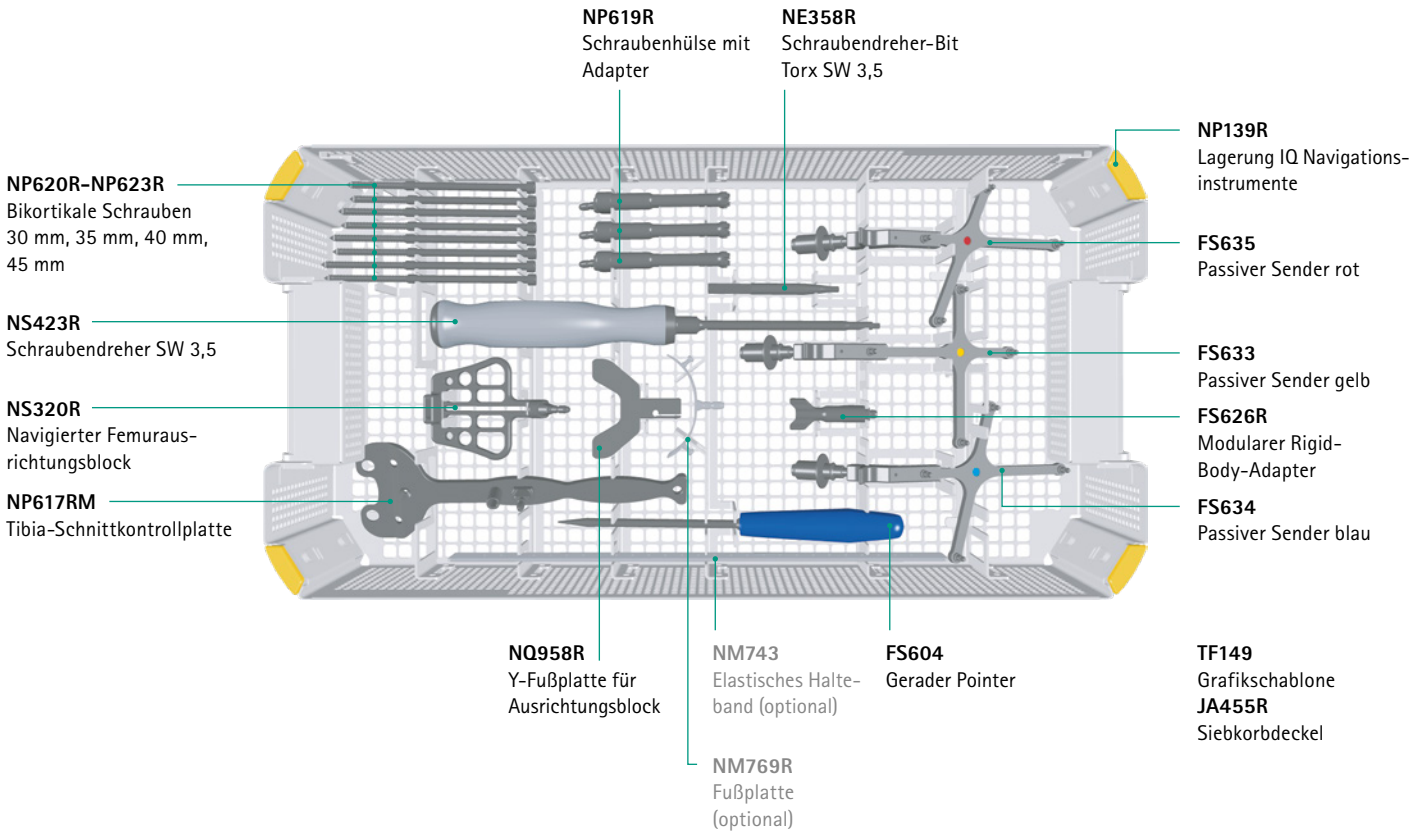 NP619R
Schraubenhülse mit
Adapter
NE358R
Schraubendreher-Bit
Torx SW 3,5
NP139R
Lagerung IQ Navigations-
instrumente
NP620R-NP623R
Bikortikale Schrauben
30 mm, 35 mm, 40 mm,
45 mm
FS635
Passiver Sender rot
NS423R
Schraubendreher SW 3,5
FS633
Passiver Sender gelb
NS320R
Navigierter Femuraus-
richtungsblock
FS626R
Modularer Rigid-
Body-Adapter
NP617RM
Tibia-Schnittkontrollplatte
FS634
Passiver Sender blau
NQ958R
Y-Fußplatte für
Ausrichtungsblock
NM743
Elastisches Halte-
band (optional)
FS604
Gerader Pointer
TF149
Grafikschablone
JA455R
Siebkorbdeckel
NM769R
Fußplatte
(optional)